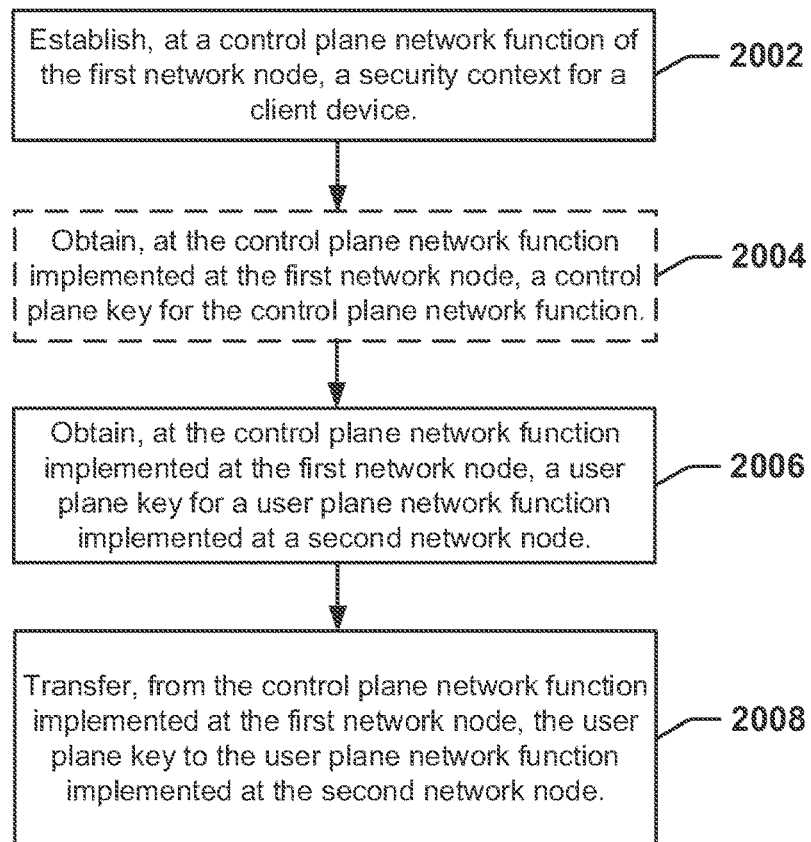 Establish, at a control plane network function of
the first network node, a security context for a
client device.
2002
Obtain, at the control plane network function
implemented at the first network node, a control
plane key for the control plane network function.
2004
Obtain, at the control plane network function
implemented at the first network node, a user
plane key for a user plane network function
implemented at a second network node.
2006
Transfer, from the control plane network function
implemented at the first network node, the user
plane key to the user plane network function
implemented at the second network node.
2008